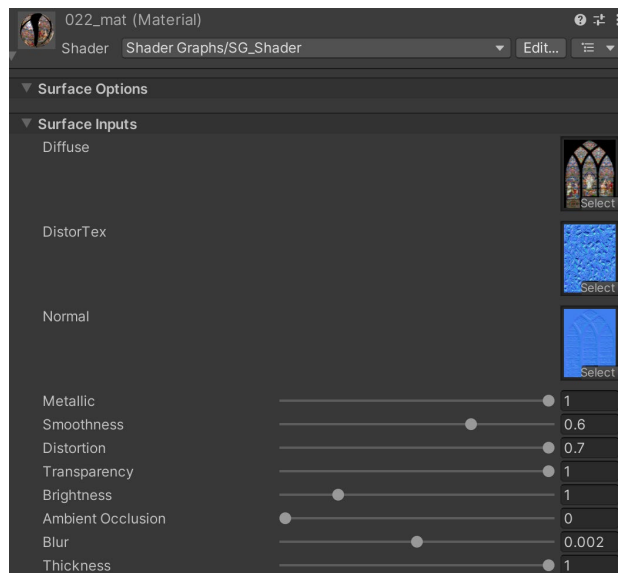 022_mat (Material)
Shader Shader Graphs/SG_Shader Edit...
Surface Options
Surface Inputs
Diffuse
Select
DistorTex
Select
Normal
Select
Metallic 1
Smoothness 0.6
Distortion 0.7
Transparency 1
Brightness 1
Ambient Occlusion 0
Blur 0.002
Thickness 1